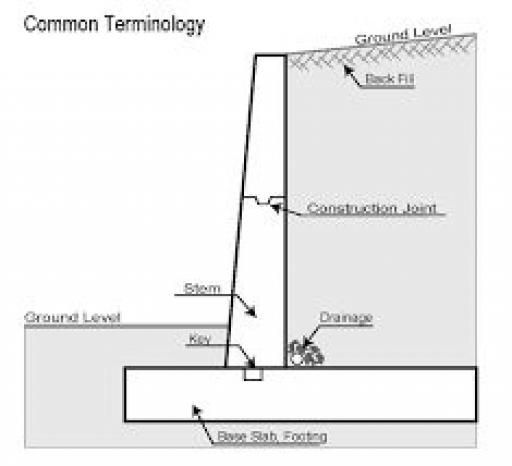 Common Terminology
Ground Level
Back Fill
Construction Joint
Stem
Ground Level
Drainage
Key
Base Slab, Footing